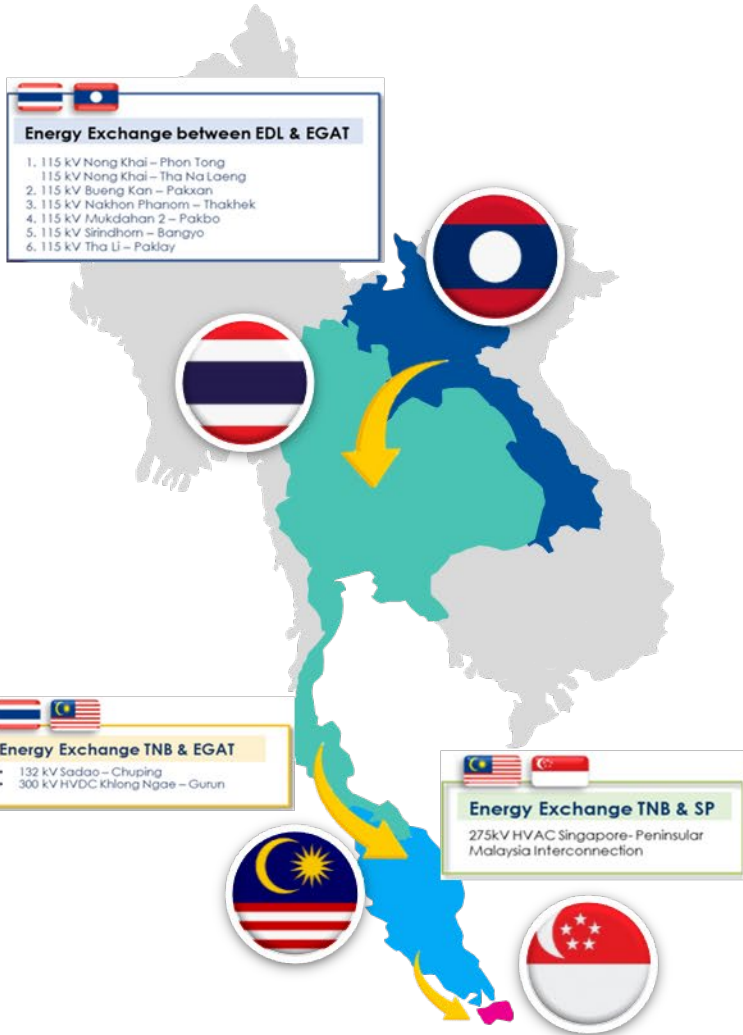 Energy Exchange between EDL & EGAT
1. 115 kV Nong Khai – Phon Tong
115 kV Nong Khai – Tha Na Laeng
2. 115 kV Bueng Kan – Pakxan
3. 115 kV Nakhon Phanom – Thakhek
4. 115 kV Mukdahan 2 – Pakbo
5. 115 kV Sirindhorn – Bangyo
6. 115 kV Tha Li – Paklay
Energy Exchange TNB & EGAT
132 kV Sadao – Chuping
300 kV HVDC Khlong Ngae – Gurun
Energy Exchange TNB & SP
275kV HVAC Singapore- Peninsular
Malaysia Interconnection